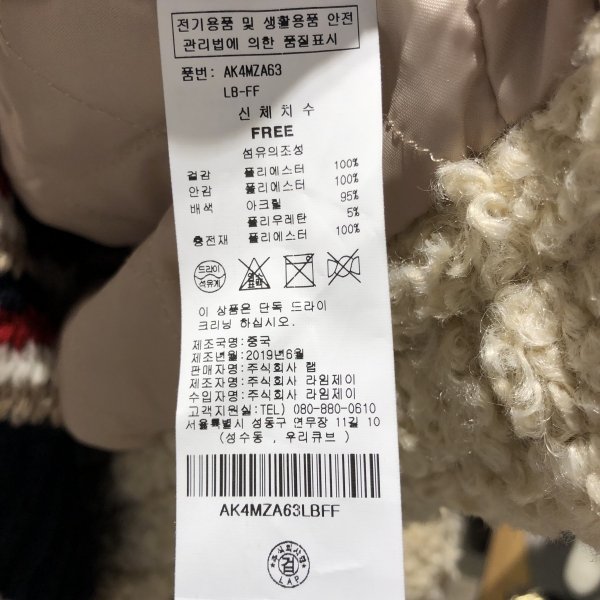 전기용품 및 생활용품 안전
관리법에 의한 품질표시
품번: AK4MZA63
LB-FF
신체치수
FREE
섬유의조성
겉감 폴리에스터 100%
안감 폴리에스터 100%
배색 아크릴 95%
폴리우레탄 5%
충전재 폴리에스터 100%
드라이
석유계
이 상품은 단독 드라이
크리닝 하십시오.
제조국명:중국
제조년월:2019년6월
판매자명:주식회사 랩
제조자명:주식회사 라임제이
수입자명:주식회사 라임제이
고객지원실:TEL) 080-880-0610
서울특별시 성동구 연무장 11길 10
(성수동 , 우리큐브)
AK4MZA63LBFF
주식회사랩
검
LAP